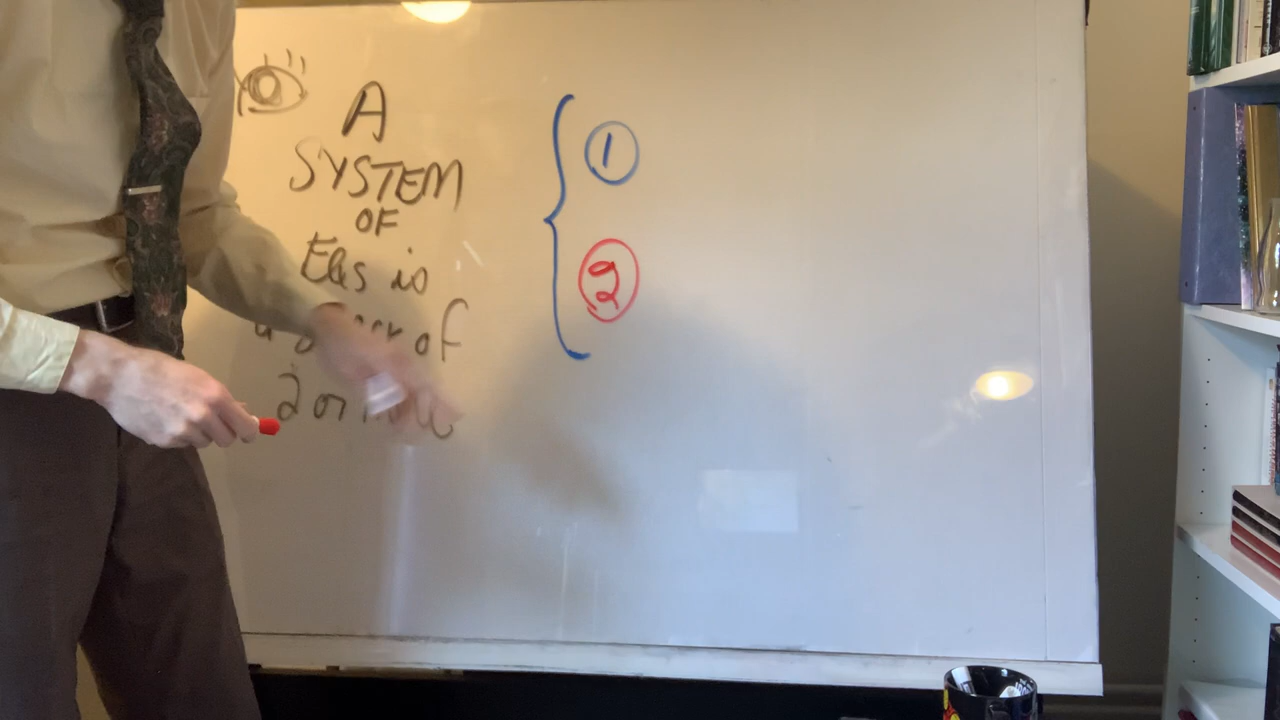 A
SYSTEM
OF
Eqs is
of
2 or
1
2